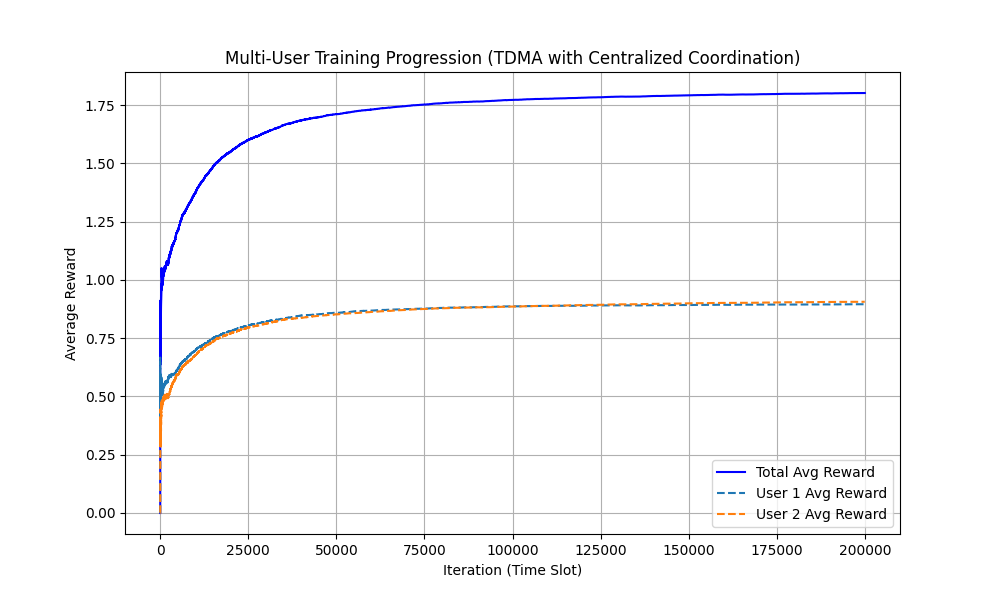 Multi-User Training Progression (TDMA with Centralized Coordination)
Average Reward
1.75
1.50
1.25
1.00
0.75
0.50
0.25
0.00
Total Avg Reward
User 1 Avg Reward
User 2 Avg Reward
0 25000 50000 75000 100000 125000 150000 175000 200000
Iteration (Time Slot)